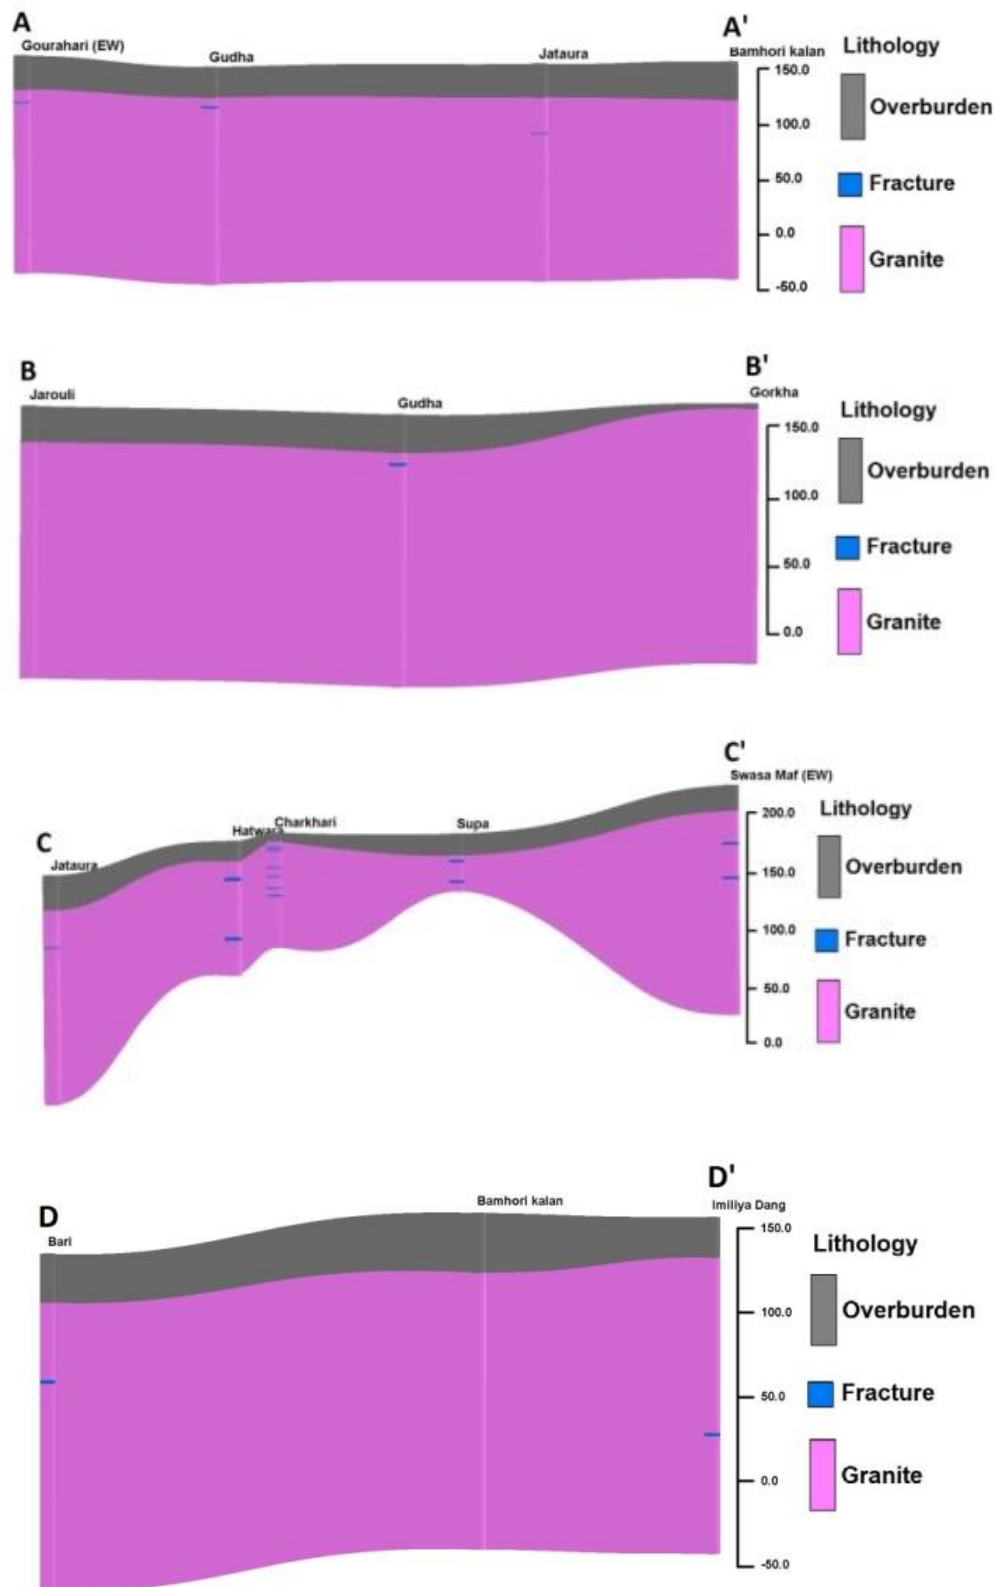 A
A'
Gourahari (EW)
Gudha
Jataura
Bamhori kalan
150.0
100.0
50.0
0.0
-50.0
Lithology
Overburden
Fracture
Granite
B
B'
Jarouli
Gudha
Gorkha
150.0
100.0
50.0
0.0
Lithology
Overburden
Fracture
Granite
C
C'
Jataura
Hatwara
Charkhari
Supa
Swasa Maf (EW)
200.0
150.0
100.0
50.0
0.0
Lithology
Overburden
Fracture
Granite
D
D'
Bari
Bamhori kalan
Imiliya Dang
150.0
100.0
50.0
0.0
-50.0
Lithology
Overburden
Fracture
Granite